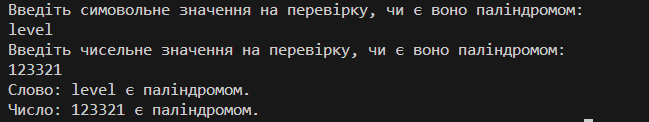 Введіть симовольне значення на перевірку, чи є воно паліндромом:
level
Введіть чисельне значення на перевірку, чи є воно паліндромом:
123321
Слово: level є паліндромом.
Число: 123321 є паліндромом.